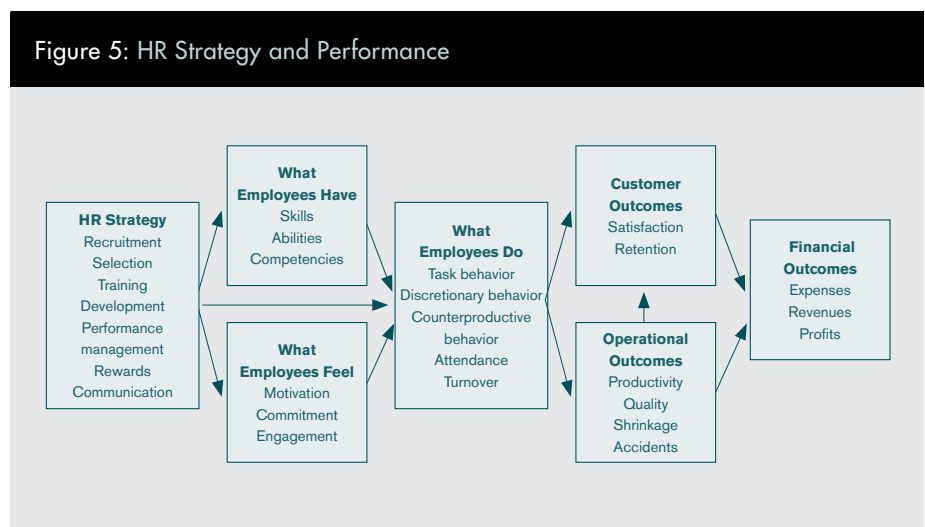 Figure 5: HR Strategy and Performance
HR Strategy
Recruitment
Selection
Training
Development
Performance
management
Rewards
Communication
What
Employees Have
Skills
Abilities
Competencies
What
Employees Feel
Motivation
Commitment
Engagement
What
Employees Do
Task behavior
Discretionary behavior
Counterproductive
behavior
Attendance
Turnover
Customer
Outcomes
Satisfaction
Retention
Operational
Outcomes
Productivity
Quality
Shrinkage
Accidents
Financial
Outcomes
Expenses
Revenues
Profits